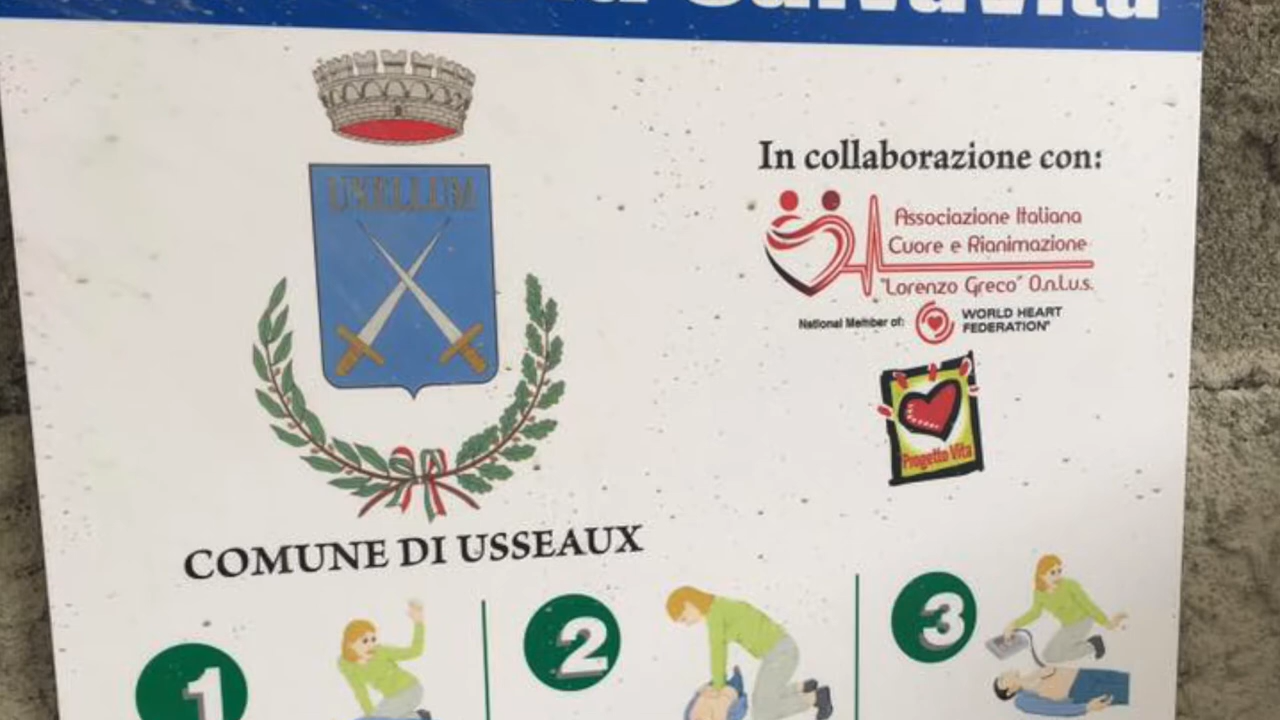 SalvaVita
In collaborazione con:
USELLUM
Associazione Italiana
Cuore e Rianimazione
"Lorenzo Greco" O.n.l.u.s.
National Member of:
WORLD HEART
FEDERATION®
Progetto Vita
COMUNE DI USSEAUX
1
2
3